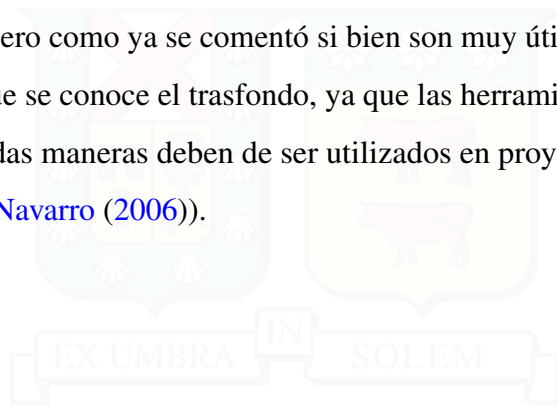 ero como ya se comentó si bien son muy úti
ue se conoce el trasfondo, ya que las herrami
das maneras deben de ser utilizados en proy
Navarro (2006)).
EX UMBRA IN SOLEM